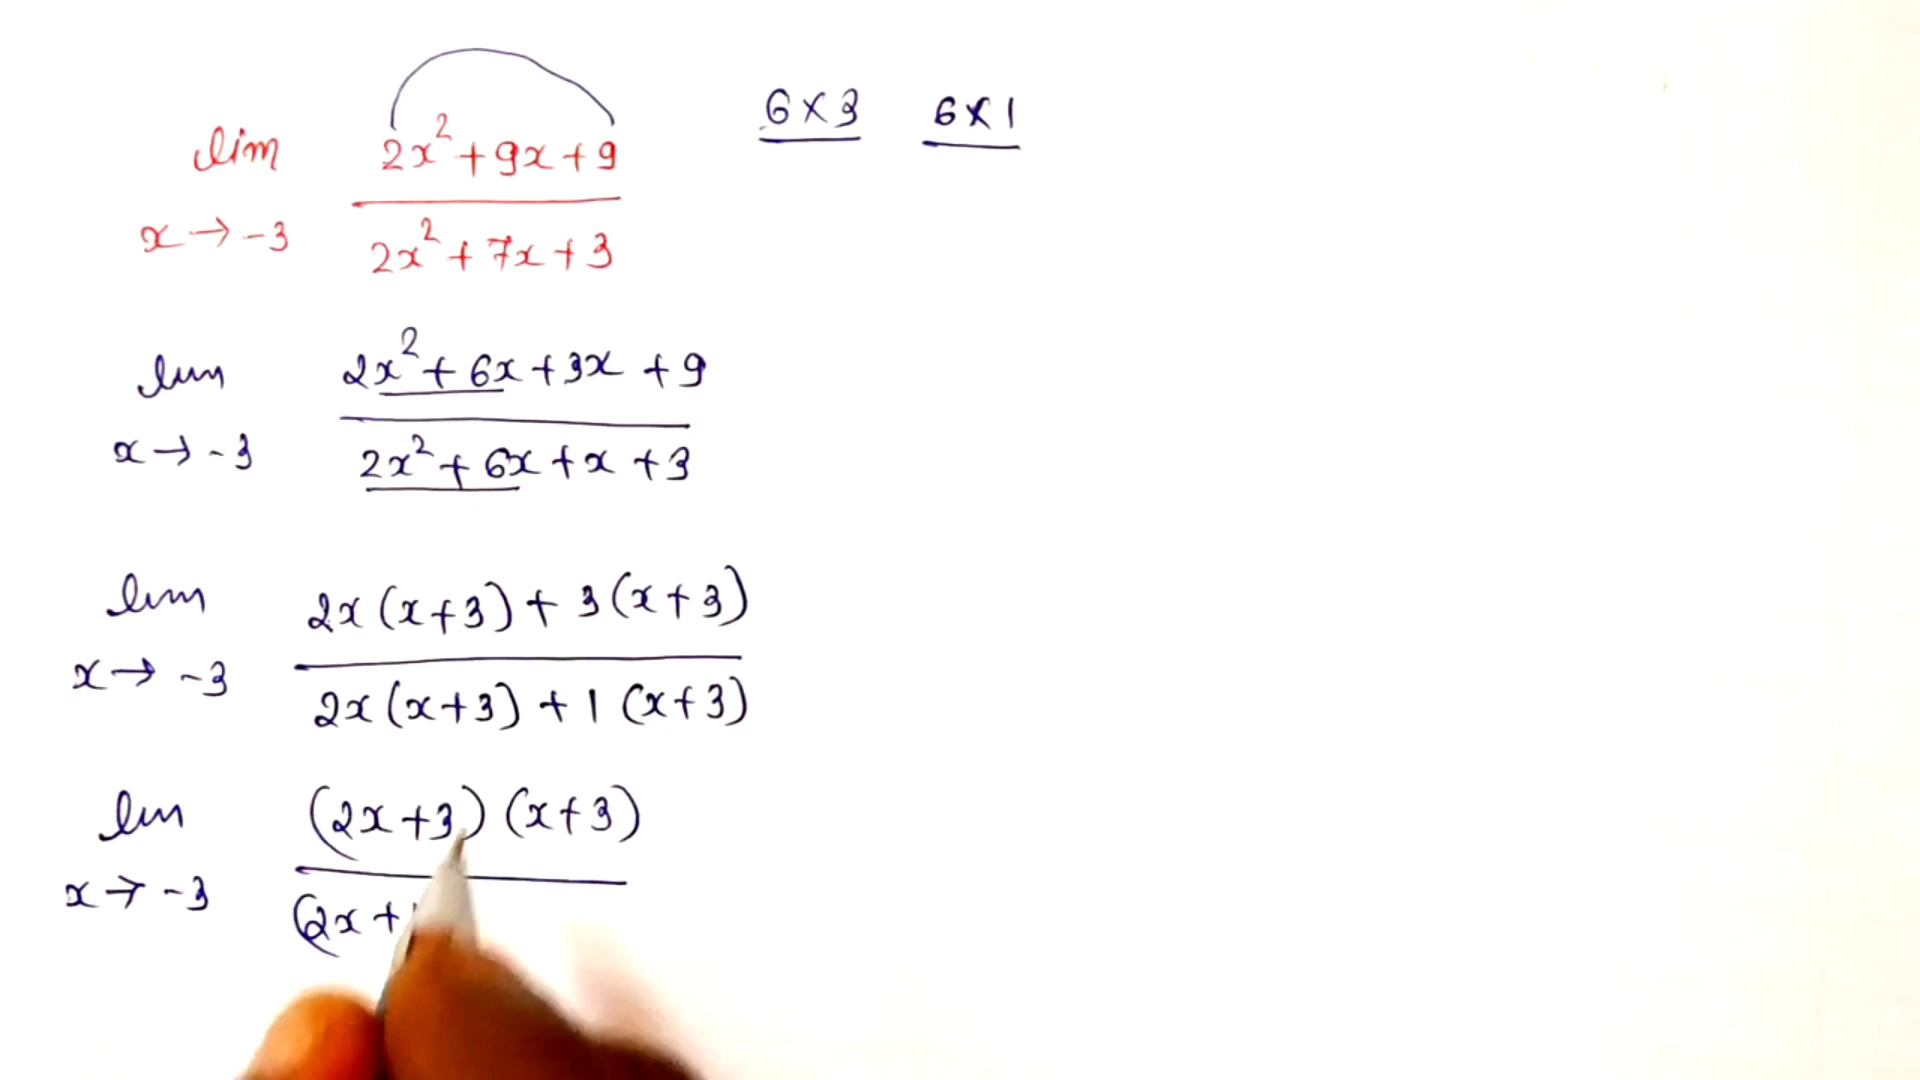 lim 2x²+9x+9 6×3 6×1
x→-3 2x²+7x+3
lim 2x²+6x+3x+9
x→-3 2x²+6x+x+3
lim 2x(x+3)+3(x+3)
x→-3 2x(x+3)+1(x+3)
lim (2x+3)(x+3)
x→-3 (2x+